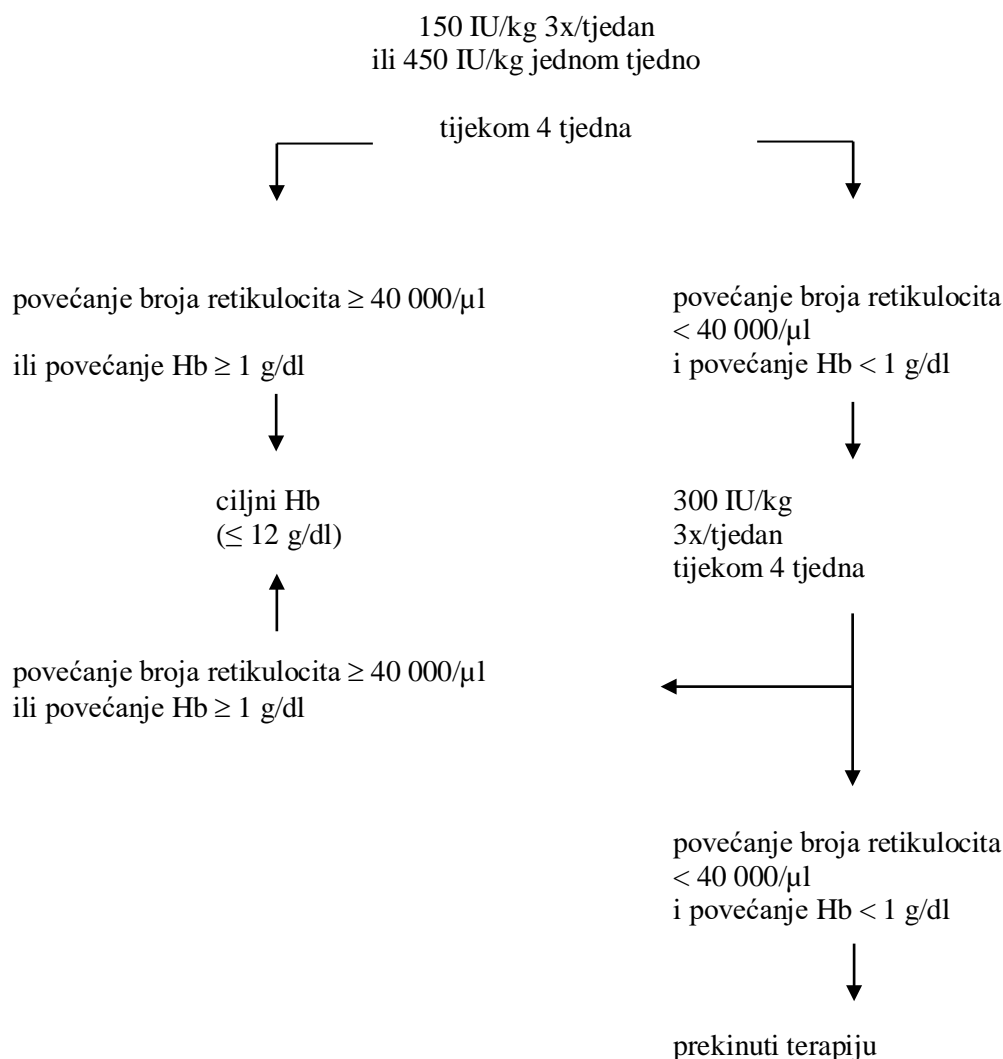 150 IU/kg 3x/tjedan
ili 450 IU/kg jednom tjedno
tijekom 4 tjedna
povećanje broja retikulocita ≥ 40 000/µl
ili povećanje Hb ≥ 1 g/dl
povećanje broja retikulocita
< 40 000/µl
i povećanje Hb < 1 g/dl
ciljni Hb
(≤ 12 g/dl)
300 IU/kg
3x/tjedan
tijekom 4 tjedna
povećanje broja retikulocita ≥ 40 000/µl
ili povećanje Hb ≥ 1 g/dl
povećanje broja retikulocita
< 40 000/µl
i povećanje Hb < 1 g/dl
prekinuti terapiju